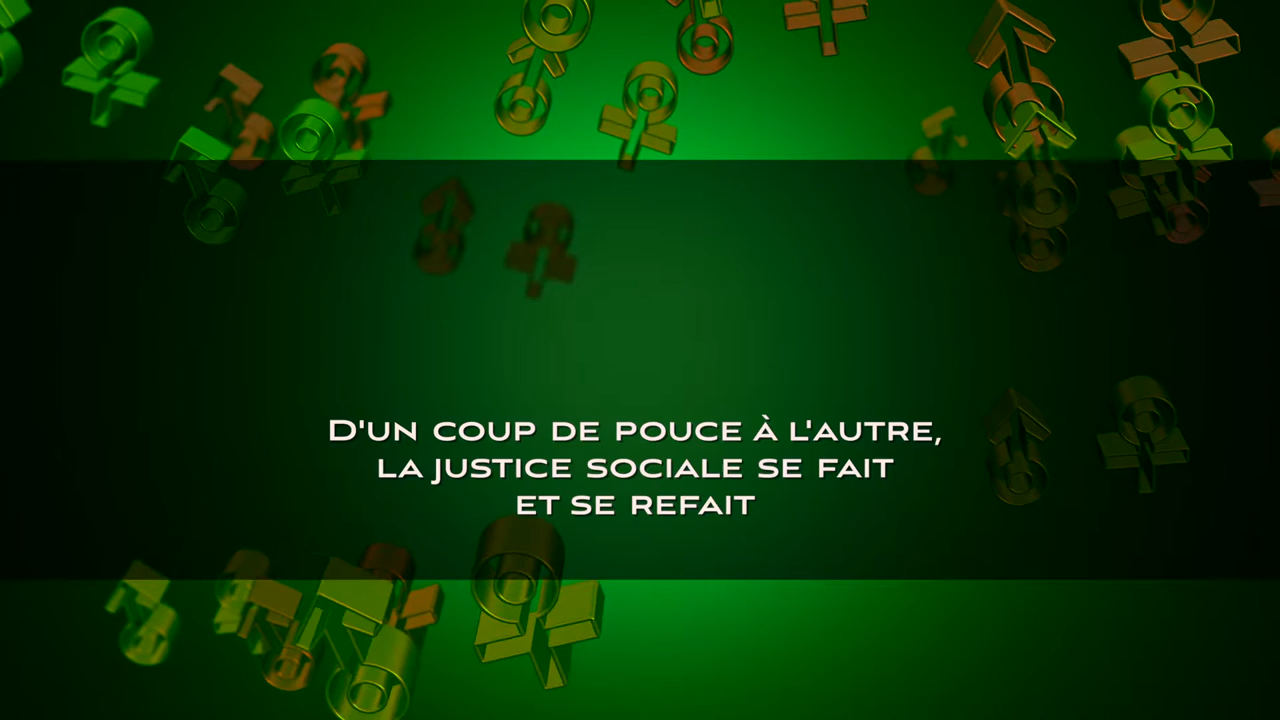 D'UN COUP DE POUCE À L'AUTRE,
LA JUSTICE SOCIALE SE FAIT
ET SE REFAIT